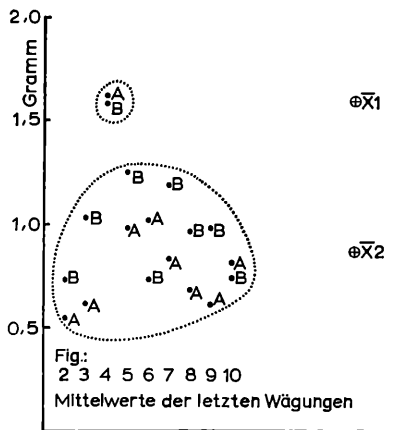 2,0
Gramm
A
B
⊕X̅1
1,5
B
B
B
A
A
B
B
⊕X̅2
B
A
B
A
A
B
A
A
A
0,5
1,0
Fig.:
2 3 4 5 6 7 8 9 10
Mittelwerte der letzten Wägungen